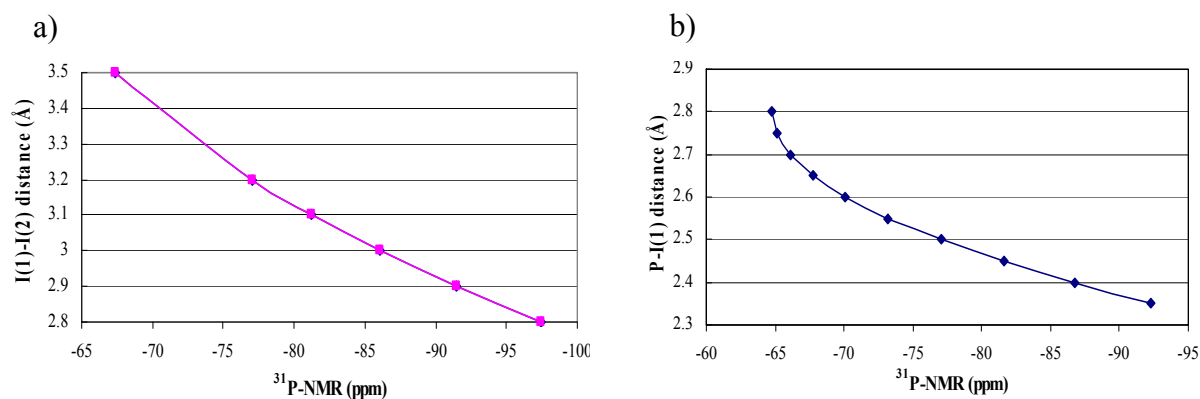 a)
I(1)-I(2) distance (Å)
3.5
3.4
3.3
3.2
3.1
3
2.9
2.8
-65 -70 -75 -80 -85 -90 -95 -100
³¹P-NMR (ppm)
b)
P-I(1) distance (Å)
2.9
2.8
2.7
2.6
2.5
2.4
2.3
-60 -65 -70 -75 -80 -85 -90 -95
³¹P-NMR (ppm)